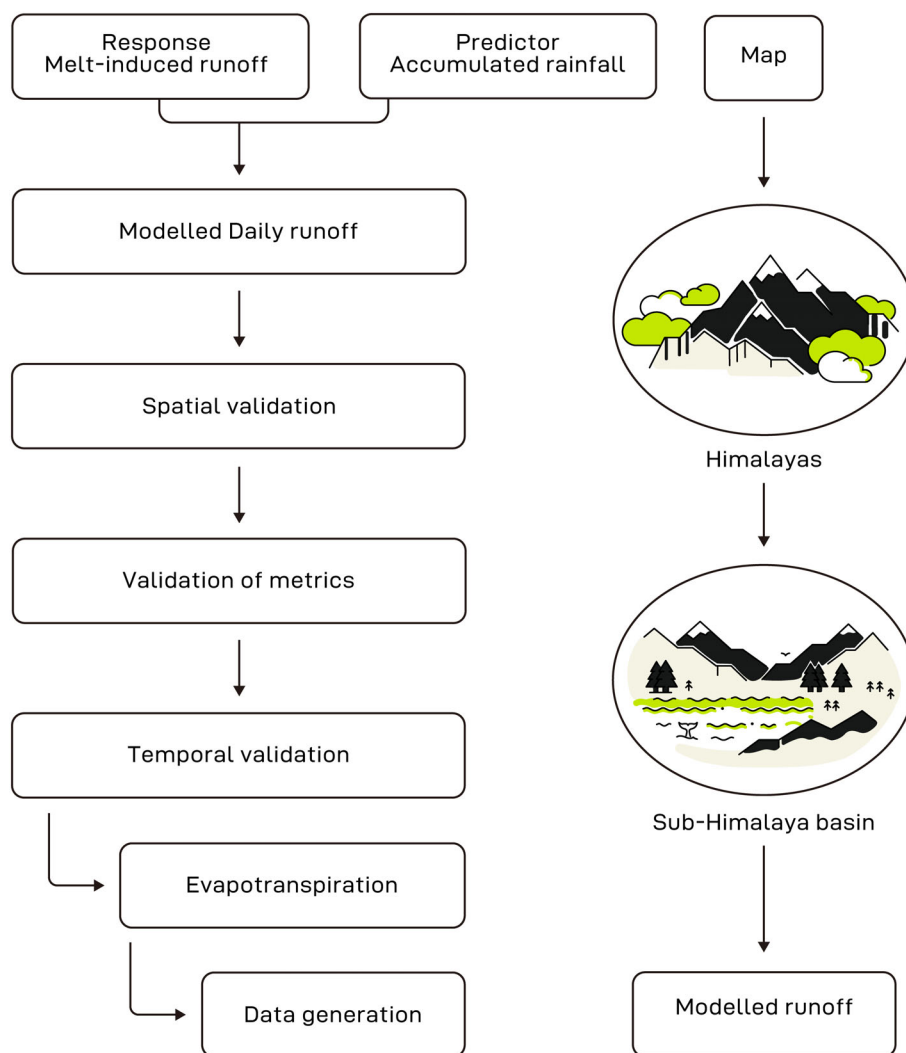 Response
Melt-induced runoff
Predictor
Accumulated rainfall
Map
Modelled Daily runoff
Spatial validation
Himalayas
Validation of metrics
Temporal validation
Sub-Himalaya basin
Evapotranspiration
Data generation
Modelled runoff